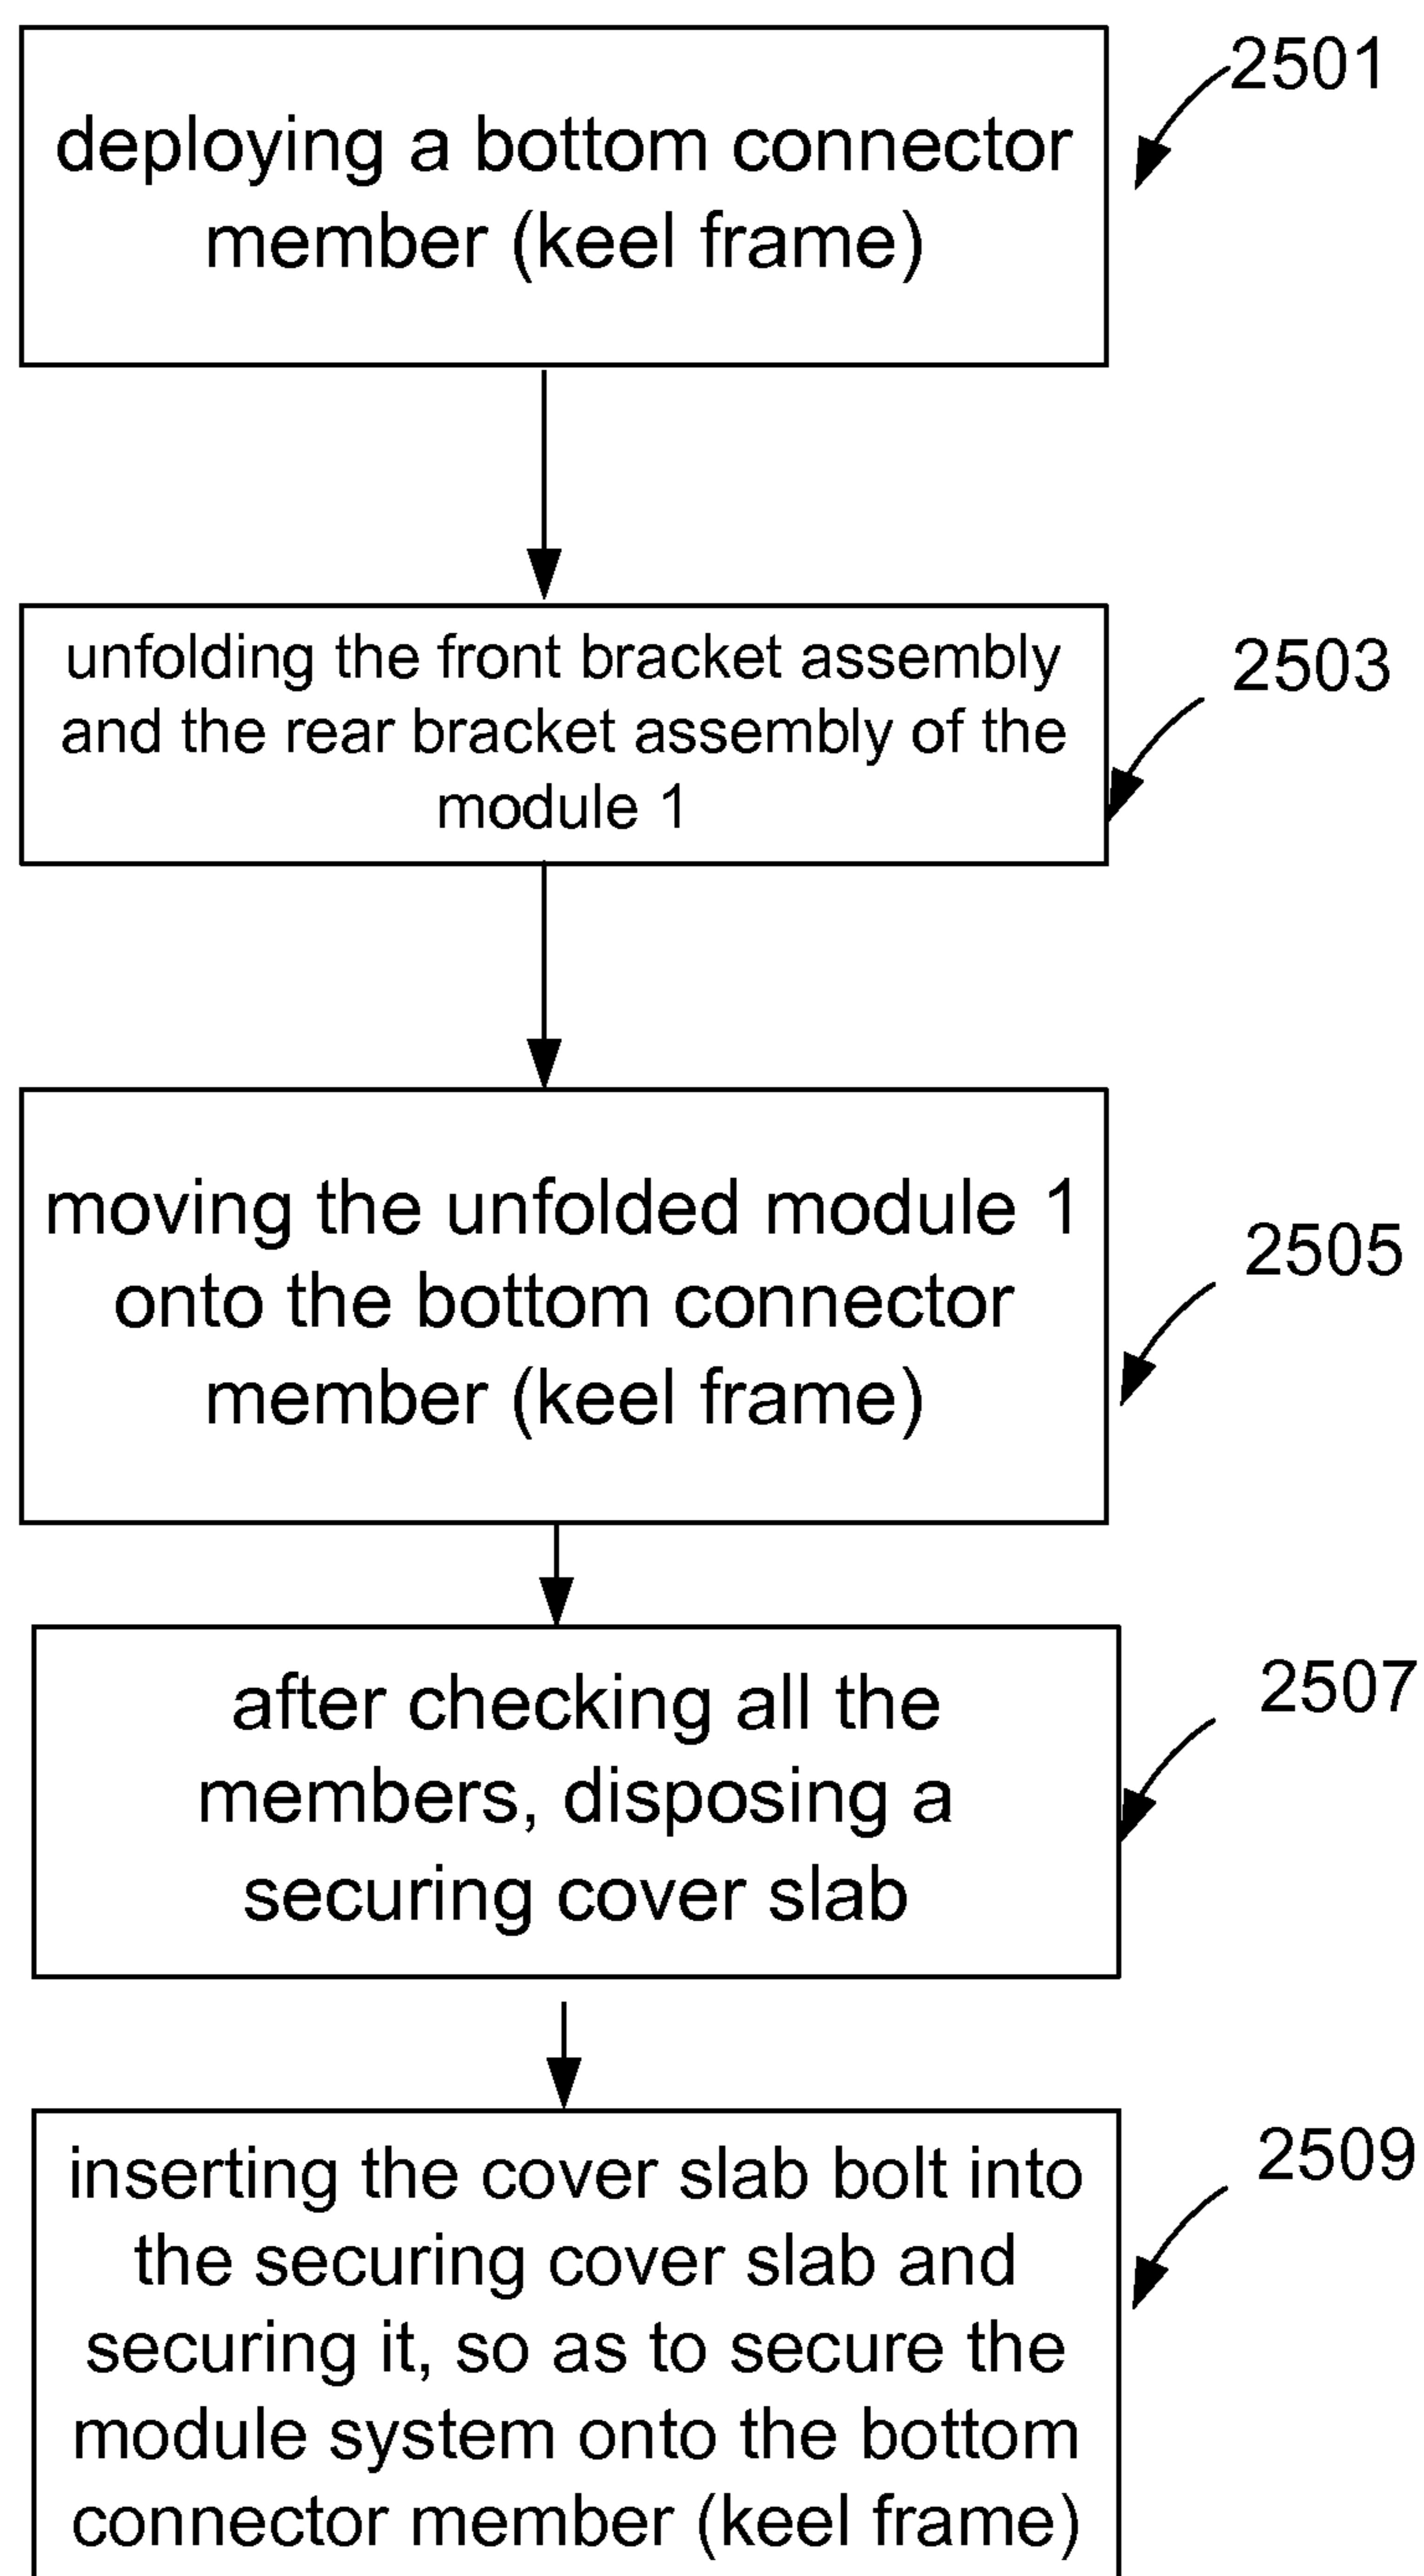 2501
deploying a bottom connector
member (keel frame)
2503
unfolding the front bracket assembly
and the rear bracket assembly of the
module 1
2505
moving the unfolded module 1
onto the bottom connector
member (keel frame)
2507
after checking all the
members, disposing a
securing cover slab
2509
inserting the cover slab bolt into
the securing cover slab and
securing it, so as to secure the
module system onto the bottom
connector member (keel frame)